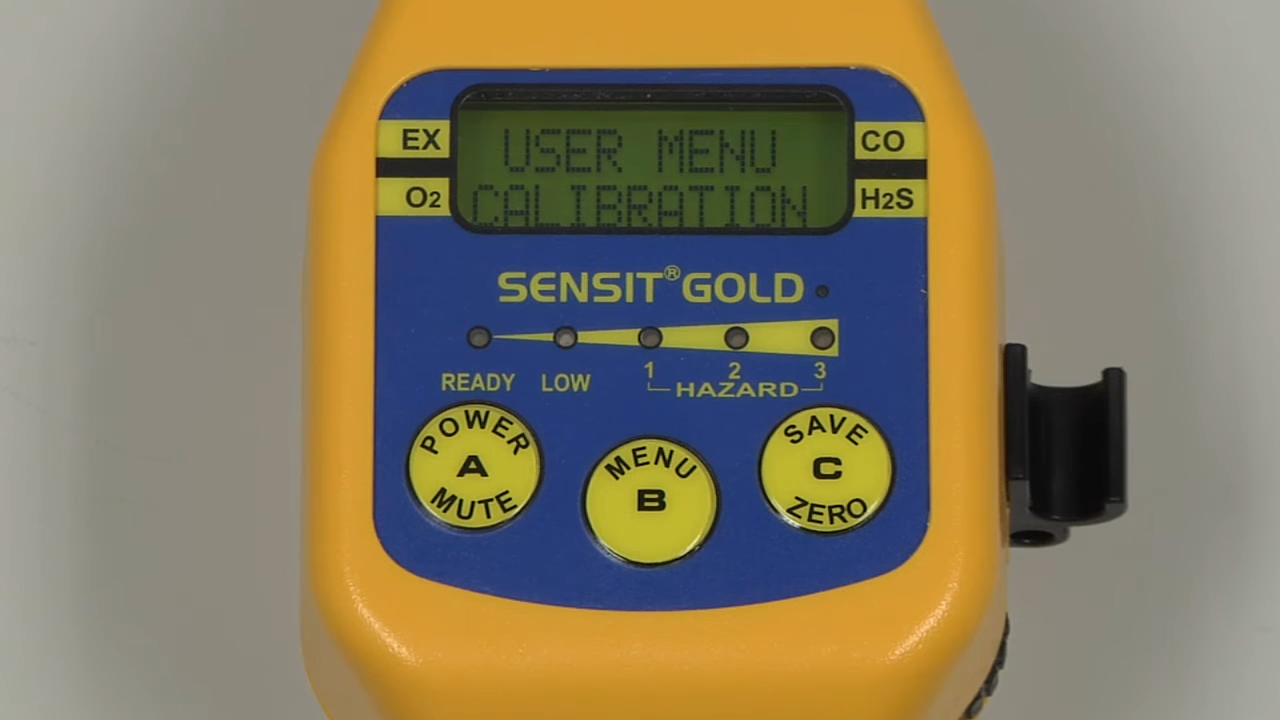 EX
USER MENU
CO
O2
CALIBRATION
H2S
SENSIT® GOLD
1 2 3
READY LOW HAZARD
POWER
A
MUTE
MENU
B
SAVE
C
ZERO